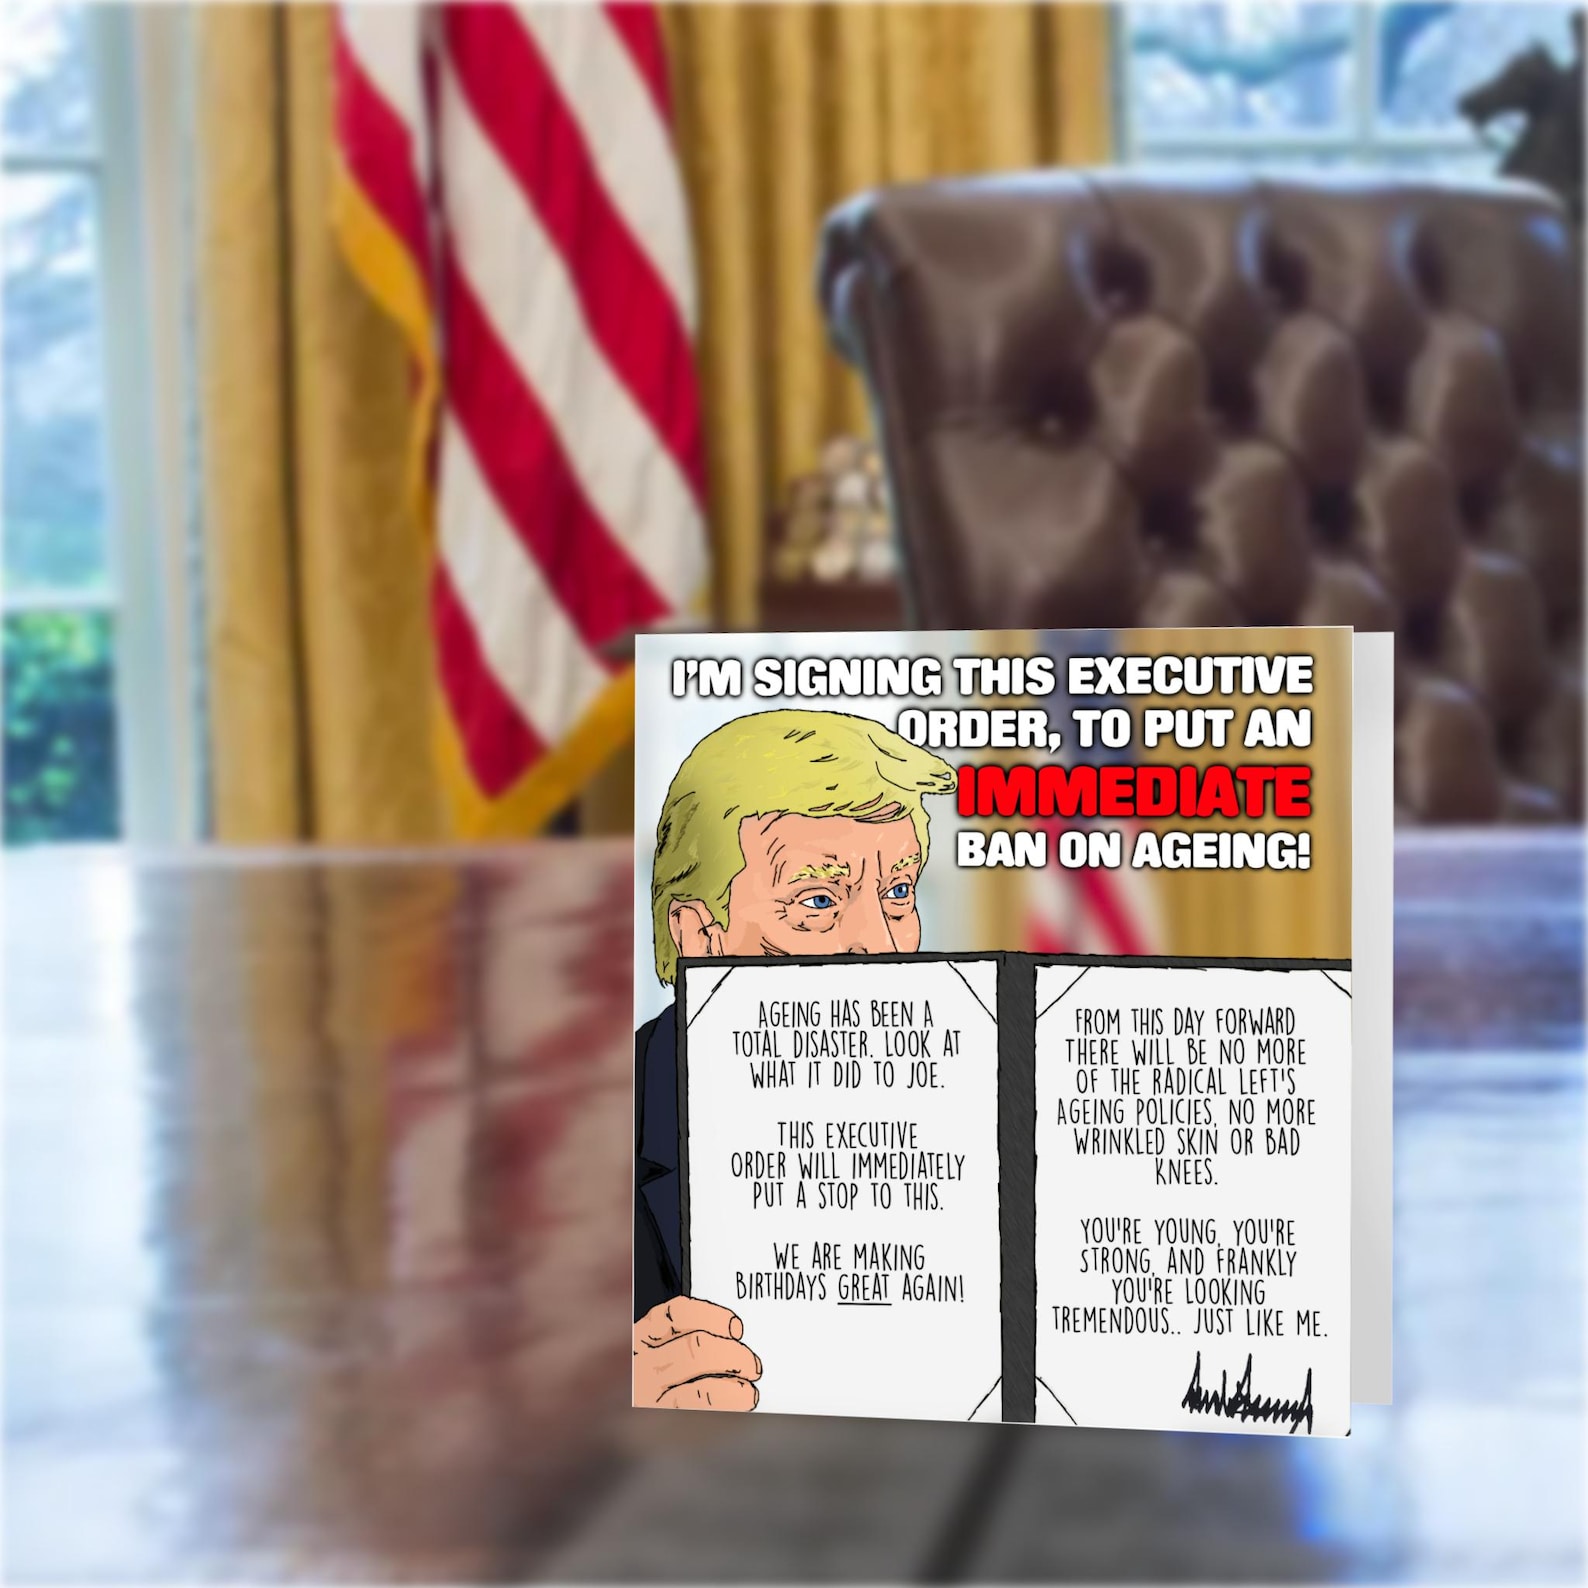 I'M SIGNING THIS EXECUTIVE
ORDER, TO PUT AN
IMMEDIATE
BAN ON AGEING!
AGEING HAS BEEN A
TOTAL DISASTER. LOOK AT
WHAT IT DID TO JOE.
THIS EXECUTIVE
ORDER WILL IMMEDIATELY
PUT A STOP TO THIS.
WE ARE MAKING
BIRTHDAYS GREAT AGAIN!
FROM THIS DAY FORWARD
THERE WILL BE NO MORE
OF THE RADICAL LEFT'S
AGEING POLICIES, NO MORE
WRINKLED SKIN OR BAD
KNEES.
YOU'RE YOUNG, YOU'RE
STRONG, AND FRANKLY
YOU'RE LOOKING
TREMENDOUS.. JUST LIKE ME.